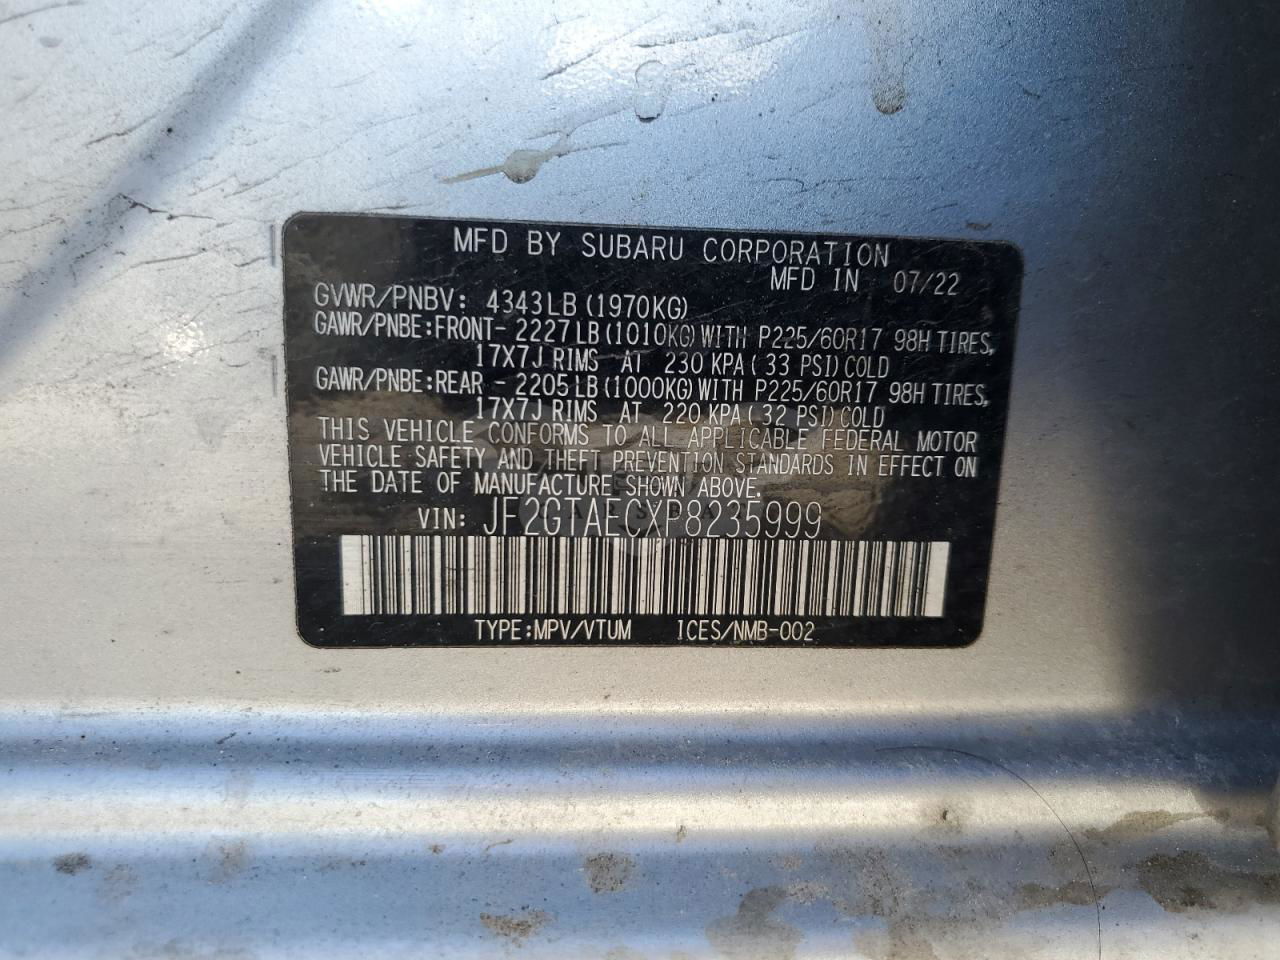 MFD BY SUBARU CORPORATION
MFD IN 07/22
GVWR/PNBV: 4343LB (1970KG)
GAWR/PNBE:FRONT- 2227LB (1010KG) WITH P225/60R17 98H TIRES,
17X7J RIMS AT 230 KPA ( 33 PSI) COLD
GAWR/PNBE:REAR - 2205LB (1000KG) WITH P225/60R17 98H TIRES,
17X7J RIMS AT 220 KPA ( 32 PSI) COLD
THIS VEHICLE CONFORMS TO ALL APPLICABLE FEDERAL MOTOR
VEHICLE SAFETY AND THEFT PREVENTION STANDARDS IN EFFECT ON
THE DATE OF MANUFACTURE SHOWN ABOVE.
VIN: JF2GTAECXP8235999
TYPE:MPV/VTUM ICES/NMB-002